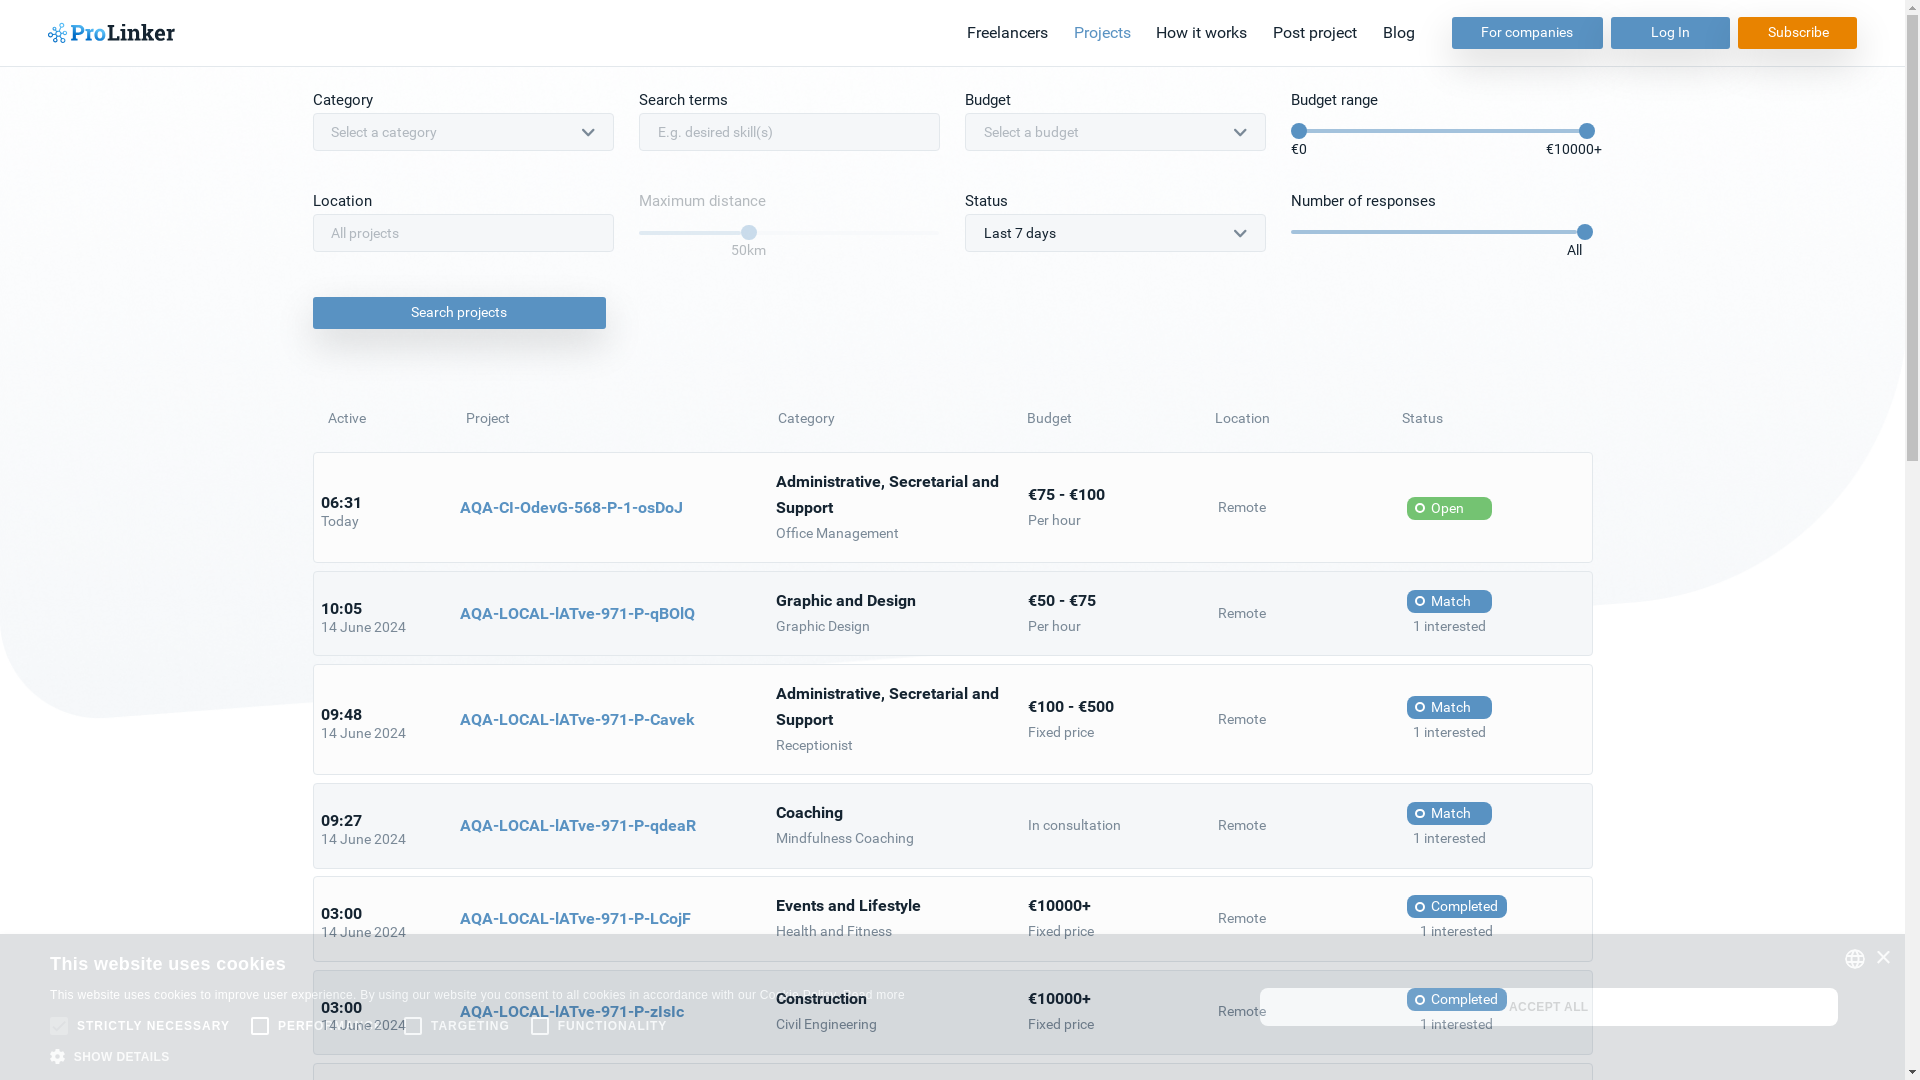 ProLinker
Freelancers Projects How it works Post project Blog For companies Log In Subscribe
Category Search terms Budget Budget range
Select a category E.g. desired skill(s) Select a budget
€0 €10000+
Location Maximum distance Status Number of responses
All projects Last 7 days
50km All
Search projects
Active Project Category Budget Location Status
06:31
Today
AQA-CI-OdevG-568-P-1-osDoJ
Administrative, Secretarial and
Support
Office Management
€75 - €100
Per hour
Remote
Open
10:05
14 June 2024
AQA-LOCAL-lATve-971-P-qBOlQ
Graphic and Design
Graphic Design
€50 - €75
Per hour
Remote
Match
1 interested
09:48
14 June 2024
AQA-LOCAL-lATve-971-P-Cavek
Administrative, Secretarial and
Support
Receptionist
€100 - €500
Fixed price
Remote
Match
1 interested
09:27
14 June 2024
AQA-LOCAL-lATve-971-P-qdeaR
Coaching
Mindfulness Coaching
In consultation
Remote
Match
1 interested
03:00
14 June 2024
AQA-LOCAL-lATve-971-P-LCojF
Events and Lifestyle
Health and Fitness
€10000+
Fixed price
Remote
Completed
1 interested
03:00
14 June 2024
AQA-LOCAL-lATve-971-P-zIsIc
Construction
Civil Engineering
€10000+
Fixed price
Remote
Completed
1 interested
This website uses cookies
This website uses cookies to improve user experience. By using our website you consent to all cookies in accordance with our Cookie Policy. Read more
STRICTLY NECESSARY PERFORMANCE TARGETING FUNCTIONALITY
SHOW DETAILS
ACCEPT ALL